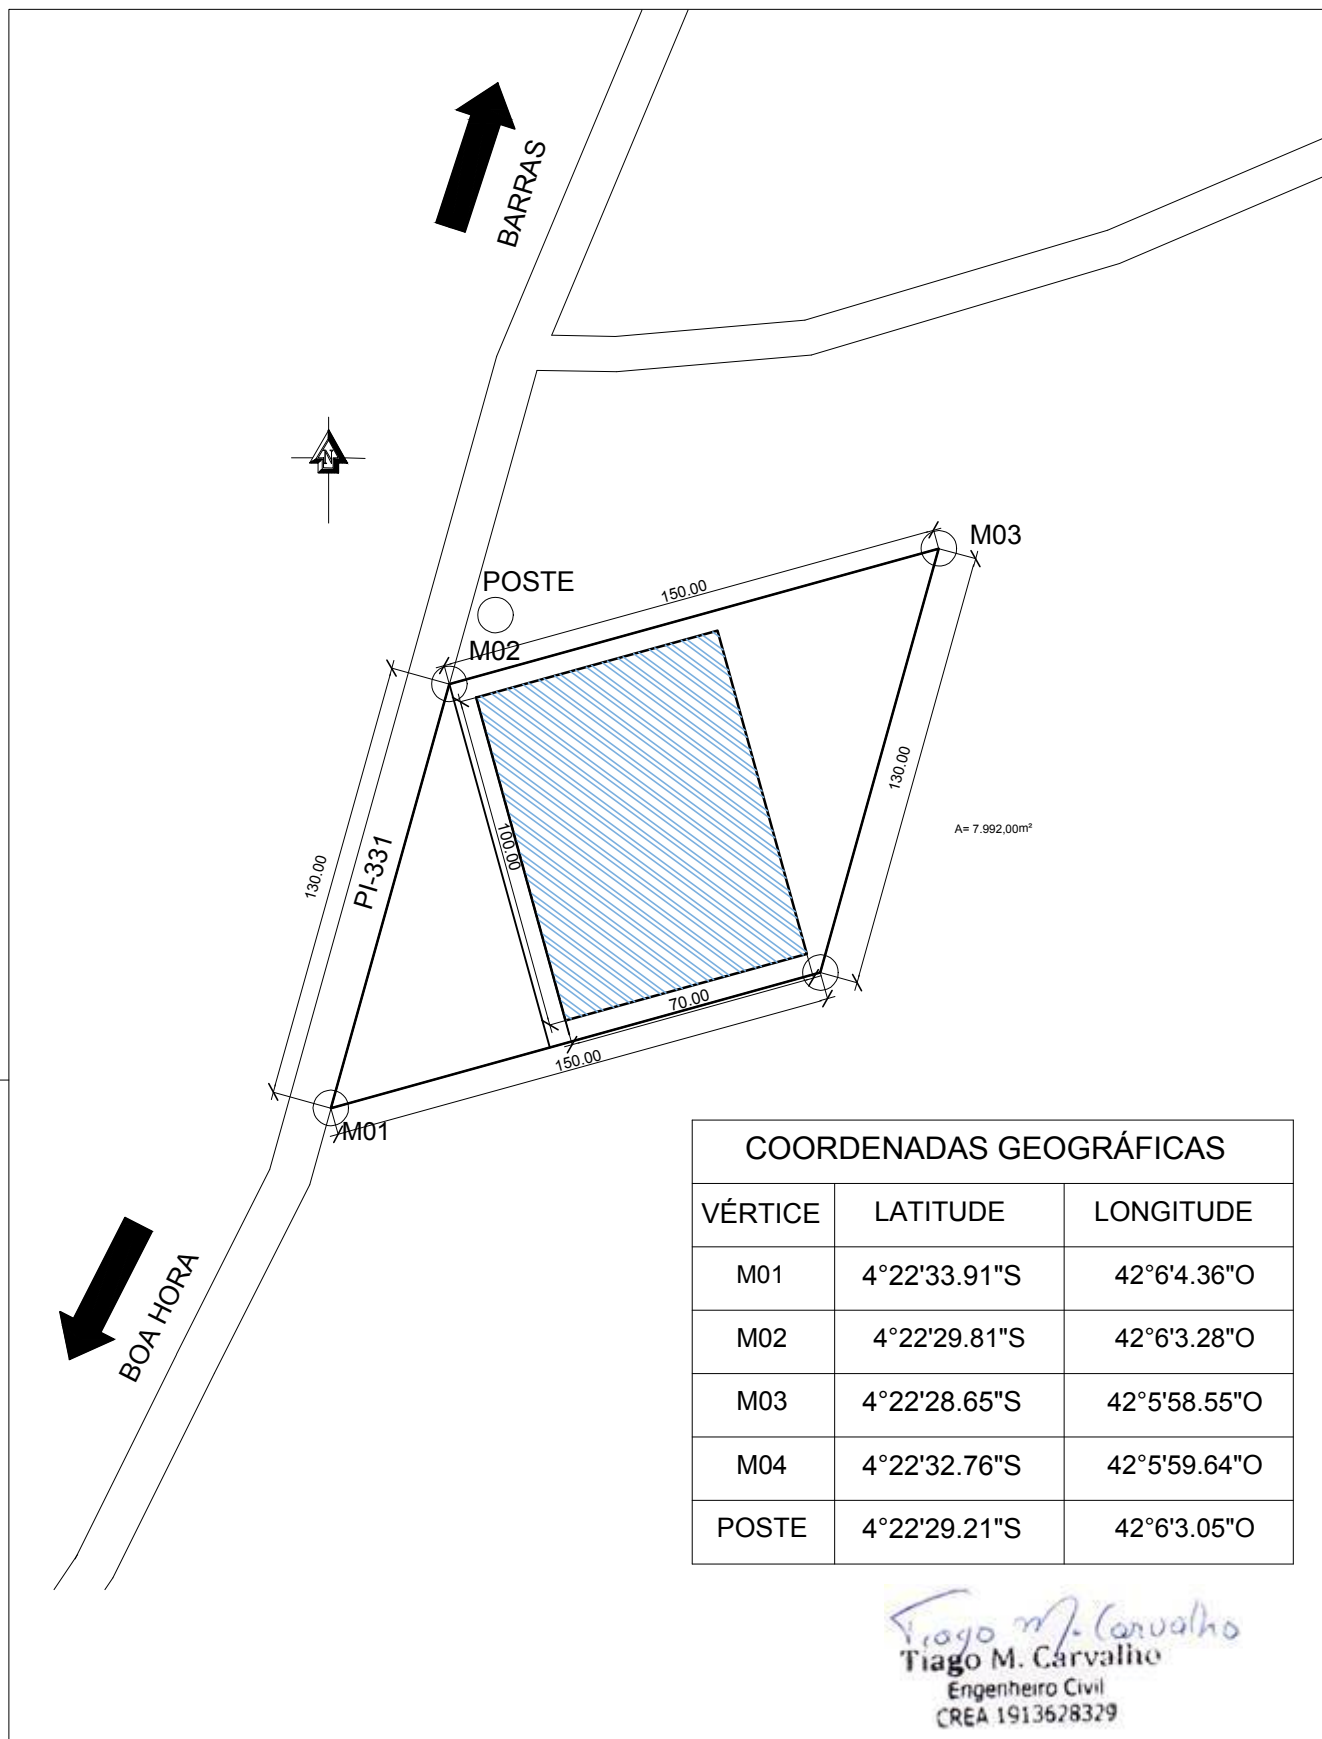 BARRAS
N
M03
150.00
POSTE
M02
130.00
100.00
A= 7.992,00m²
130.00
PI-331
70.00
150.00
M01
BOA HORA
COORDENADAS GEOGRÁFICAS
VÉRTICE LATITUDE LONGITUDE
M01 4°22'33.91"S 42°6'4.36"O
M02 4°22'29.81"S 42°6'3.28"O
M03 4°22'28.65"S 42°5'58.55"O
M04 4°22'32.76"S 42°5'59.64"O
POSTE 4°22'29.21"S 42°6'3.05"O
Tiago M. Carvalho
Tiago M. Carvalho
Engenheiro Civil
CREA 1913628329